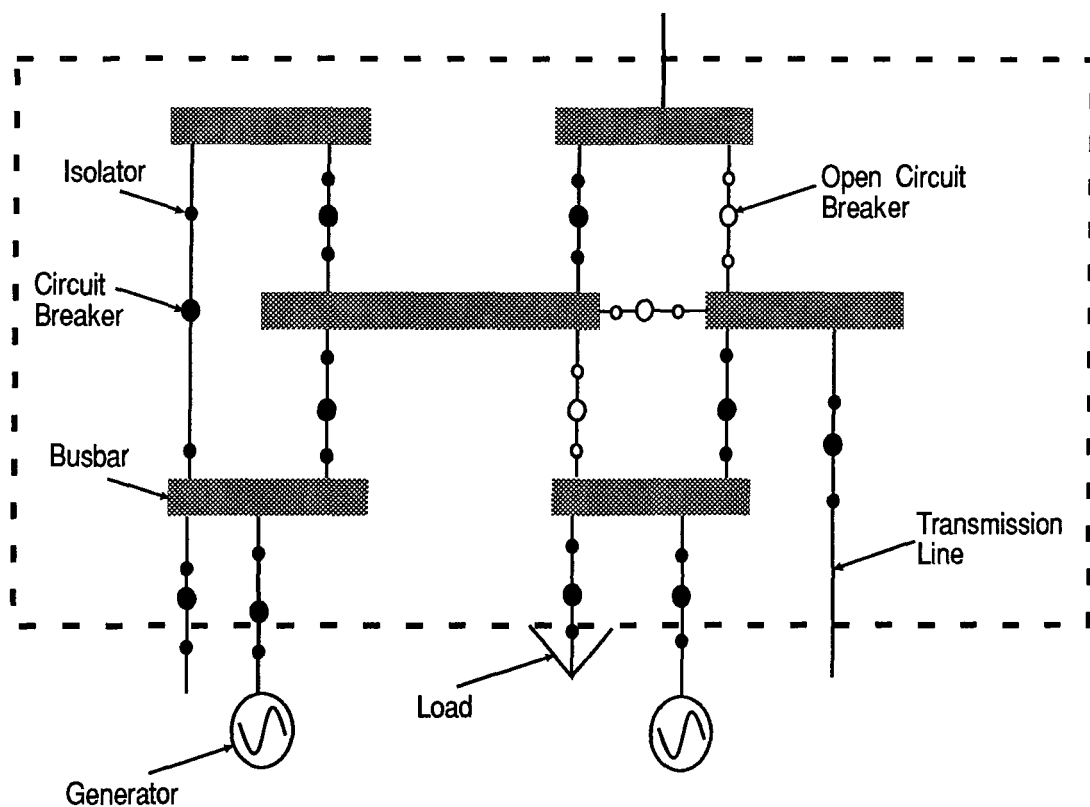 Isolator
Open Circuit
Breaker
Circuit
Breaker
Busbar
Transmission
Line
Load
Generator